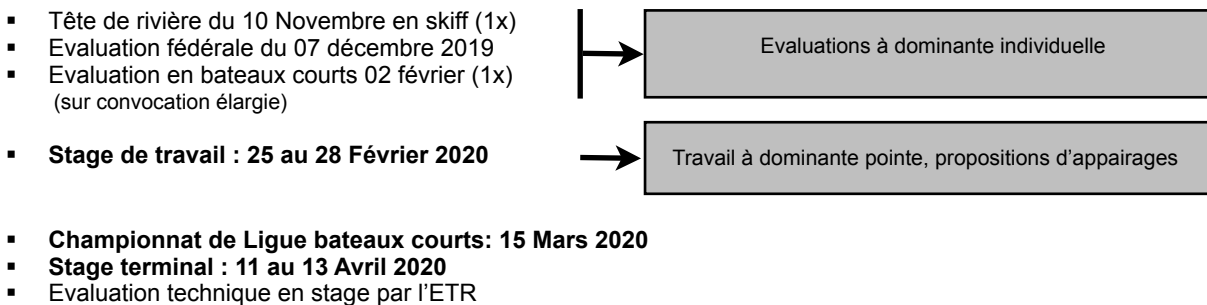 ▪ Tête de rivière du 10 Novembre en skiff (1x)
▪ Evaluation fédérale du 07 décembre 2019
▪ Evaluation en bateaux courts 02 février (1x)
(sur convocation élargie)
Evaluations à dominante individuelle
▪ Stage de travail : 25 au 28 Février 2020
Travail à dominante pointe, propositions d'appairages
▪ Championnat de Ligue bateaux courts: 15 Mars 2020
▪ Stage terminal : 11 au 13 Avril 2020
▪ Evaluation technique en stage par l'ETR